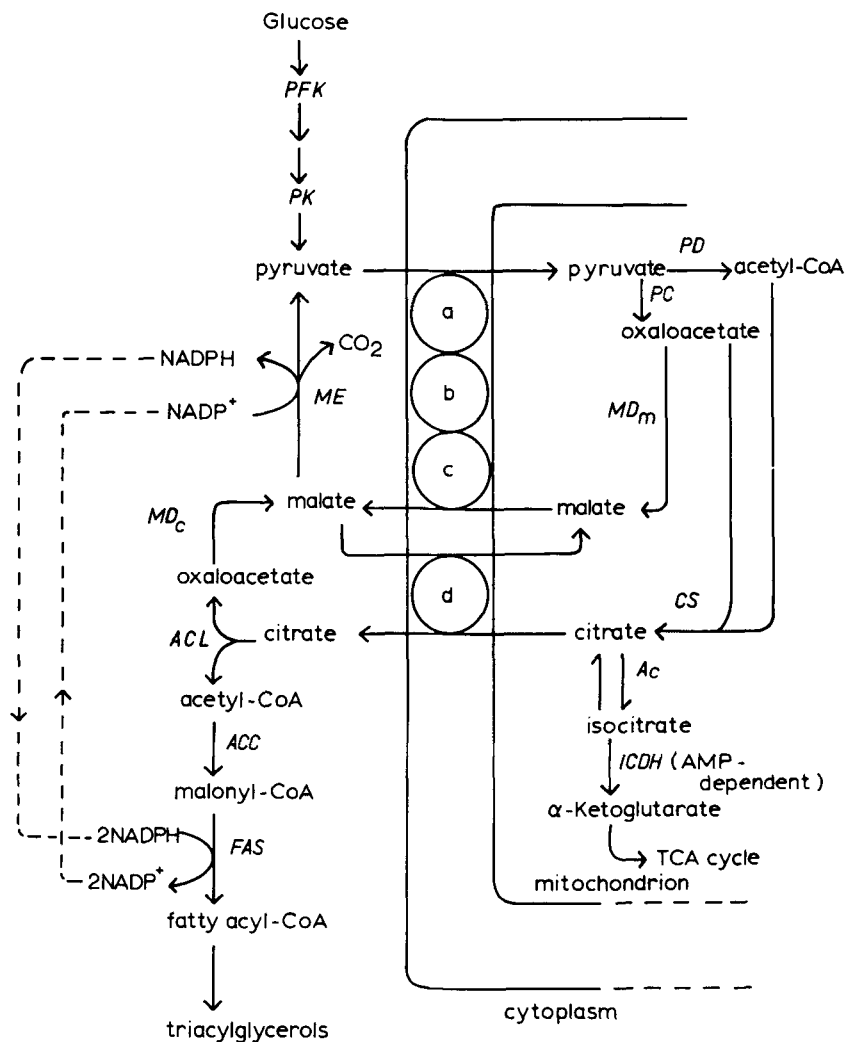 Glucose
PFK
PK
pyruvate
pyruvate
PD
acetyl-CoA
PC
a
oxaloacetate
CO2
NADPH
b
NADP+
ME
MDm
c
malate
malate
MDc
oxaloacetate
d
CS
ACL
citrate
citrate
Ac
acetyl-CoA
isocitrate
ACC
ICDH (AMP-
dependent)
malonyl-CoA
α-Ketoglutarate
2NADPH
FAS
TCA cycle
2NADP+
mitochondrion
fatty acyl-CoA
cytoplasm
triacylglycerols